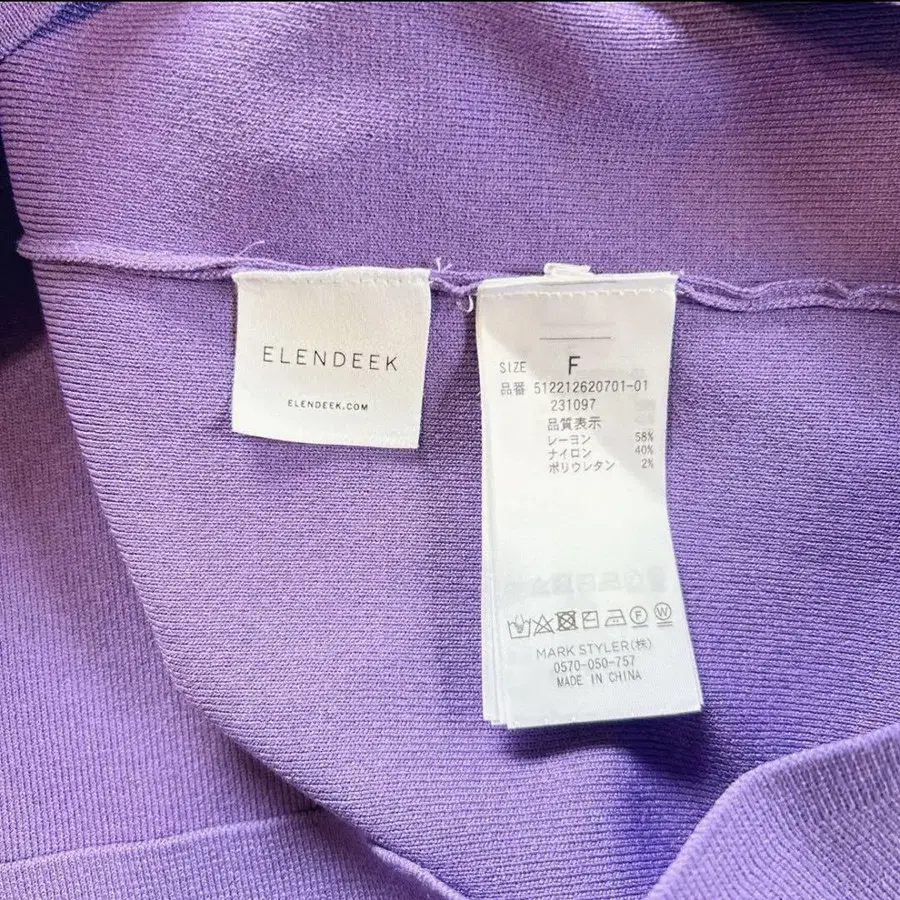 ELENDEEK
ELENDEEK.COM
SIZE F
品番 512212620701-01
231097
品質表示
レーヨン 58%
ナイロン 40%
ポリウレタン 2%
F W
MARK STYLER(株)
0570-050-757
MADE IN CHINA